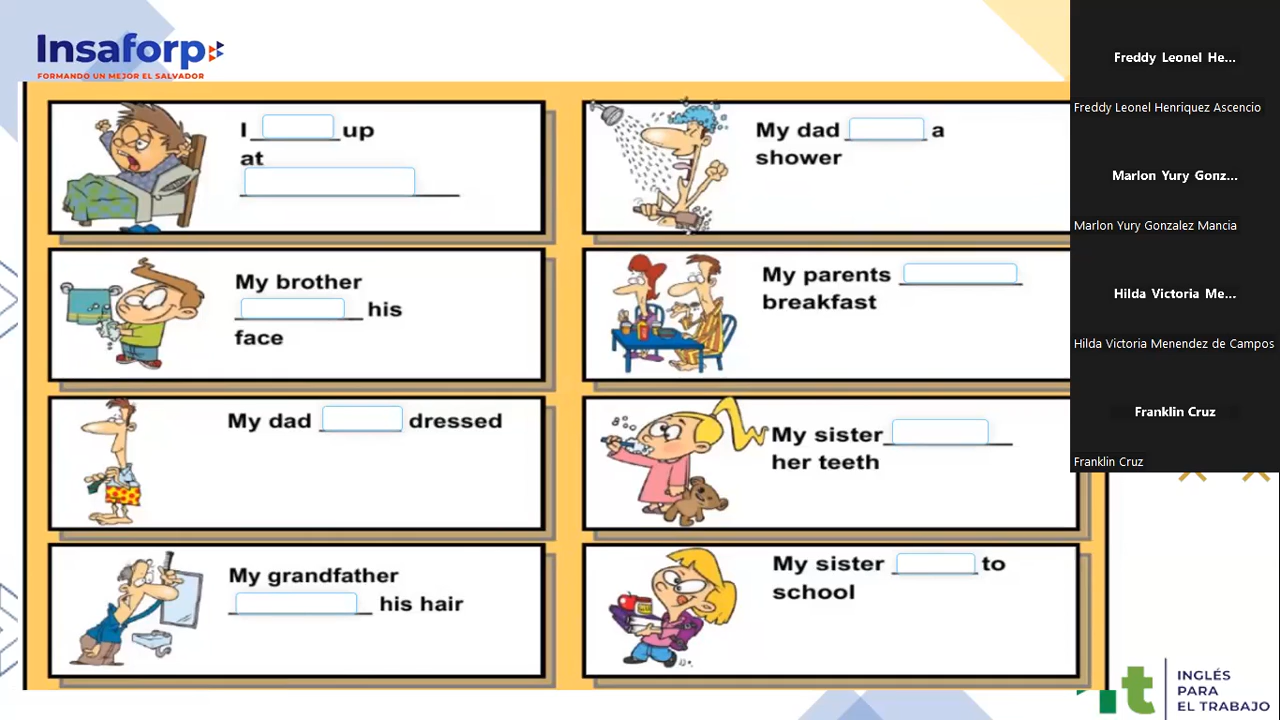 Insaforp
FORMANDO UN MEJOR EL SALVADOR
I up
at
My dad a
shower
My brother
his
face
My parents
breakfast
My dad dressed
My sister
her teeth
My grandfather
his hair
My sister to
school
Freddy Leonel He...
Freddy Leonel Henriquez Ascencio
Marlon Yury Gonz...
Marlon Yury Gonzalez Mancia
Hilda Victoria Me...
Hilda Victoria Menendez de Campos
Franklin Cruz
Franklin Cruz
INGLÉS
PARA
EL TRABAJO